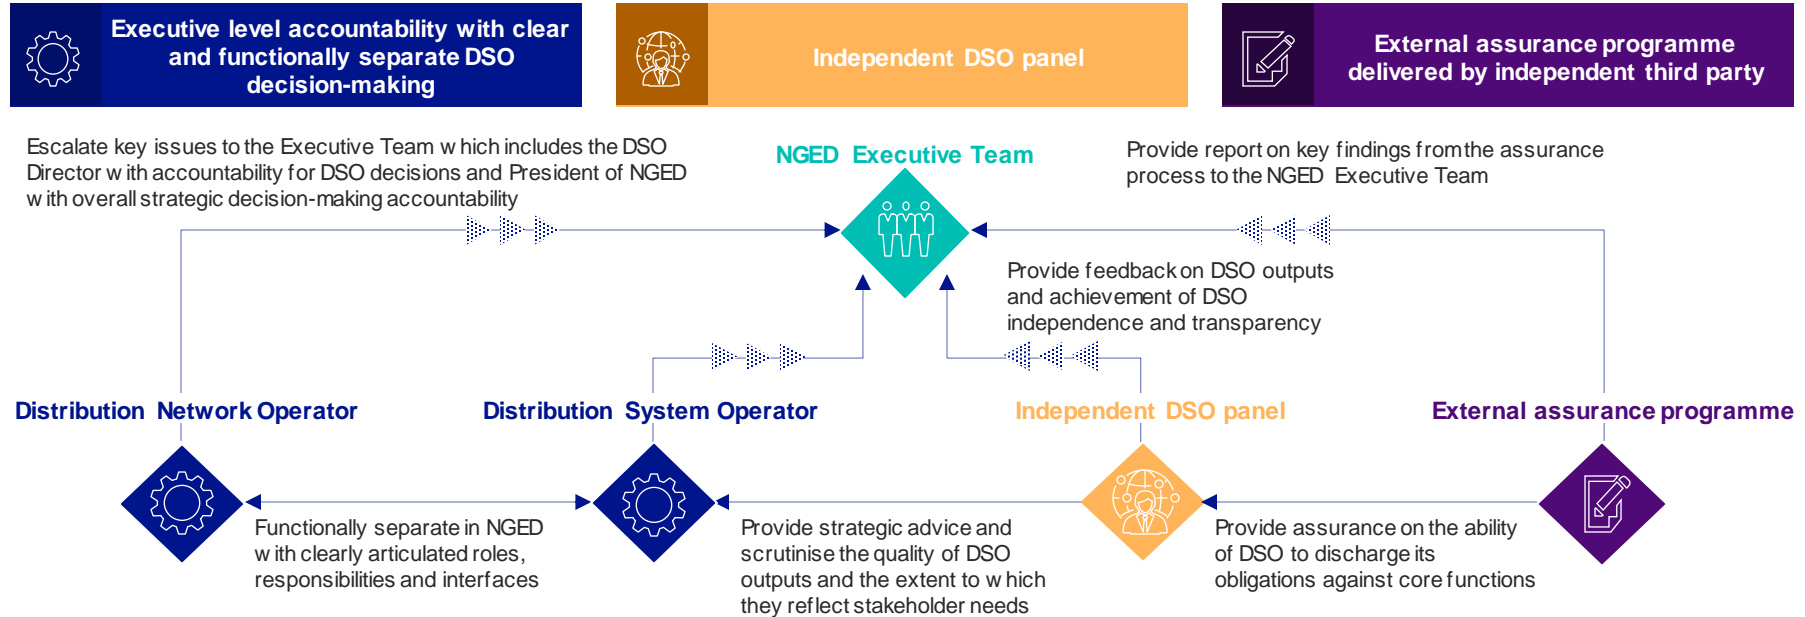 Executive level accountability with clear
and functionally separate DSO
decision-making
Independent DSO panel
External assurance programme
delivered by independent third party
Escalate key issues to the Executive Team which includes the DSO
Director with accountability for DSO decisions and President of NGED
with overall strategic decision-making accountability
NGED Executive Team
Provide report on key findings from the assurance
process to the NGED Executive Team
Provide feedback on DSO outputs
and achievement of DSO
independence and transparency
Distribution Network Operator
Distribution System Operator
Independent DSO panel
External assurance programme
Functionally separate in NGED
with clearly articulated roles,
responsibilities and interfaces
Provide strategic advice and
scrutinise the quality of DSO
outputs and the extent to which
they reflect stakeholder needs
Provide assurance on the ability
of DSO to discharge its
obligations against core functions